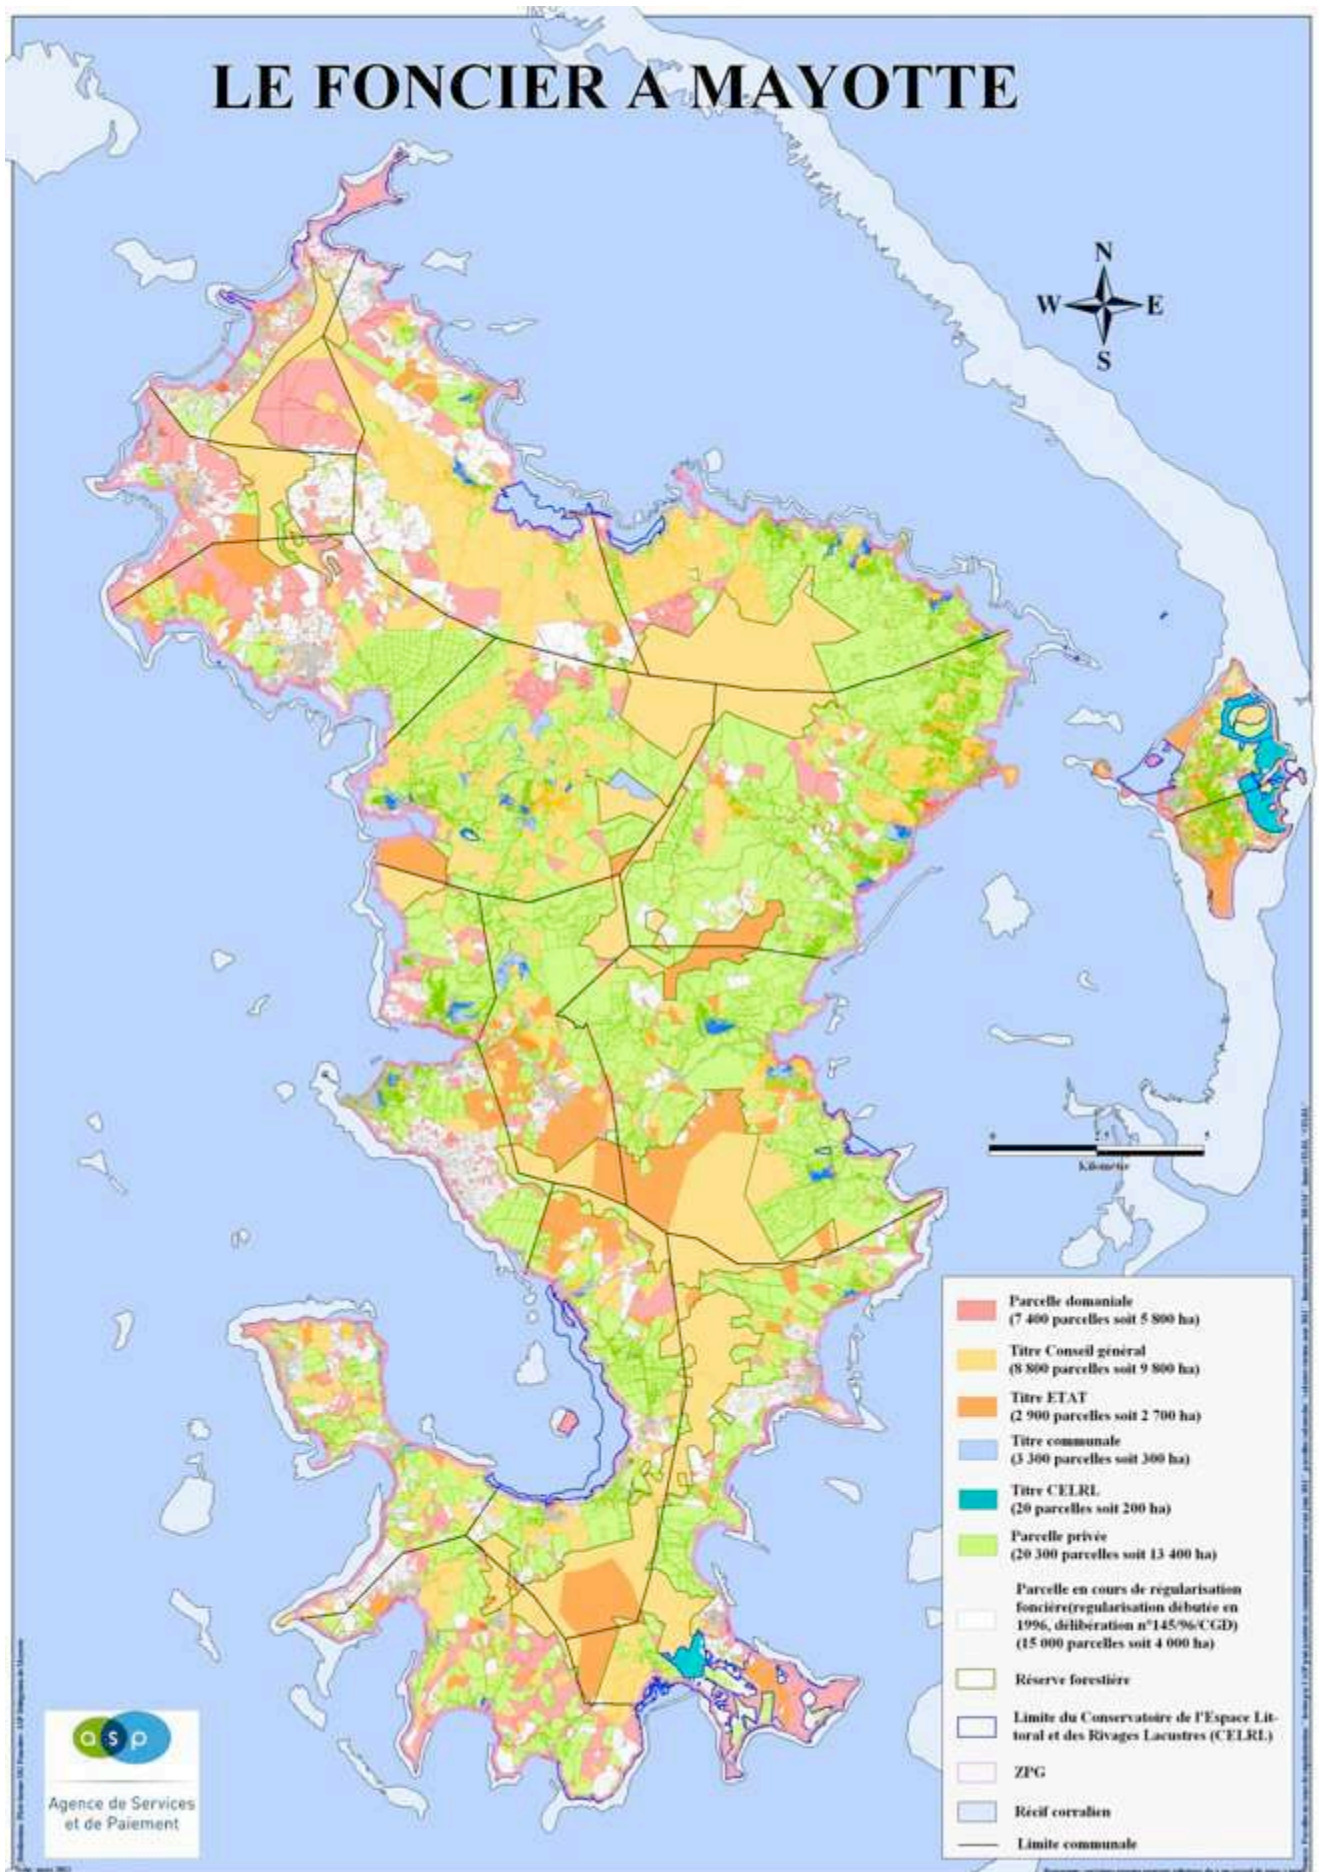 LE FONCIER A MAYOTTE
N
W E
S
0 2.5 5
Kilomètre
Parcelle domaniale
(7 400 parcelles soit 5 800 ha)
Titre Conseil général
(8 800 parcelles soit 9 800 ha)
Titre ETAT
(2 900 parcelles soit 2 700 ha)
Titre communale
(3 300 parcelles soit 300 ha)
Titre CELRL
(20 parcelles soit 200 ha)
Parcelle privée
(20 300 parcelles soit 13 400 ha)
Parcelle en cours de régularisation
foncière(regularisation débutée en
1996, délibération n°145/96/CGD)
(15 000 parcelles soit 4 000 ha)
Réserve forestière
Limite du Conservatoire de l'Espace Lit-
toral et des Rivages Lacustres (CELRL)
ZPG
Récif corralien
Limite communale
asp
Agence de Services
et de Paiement